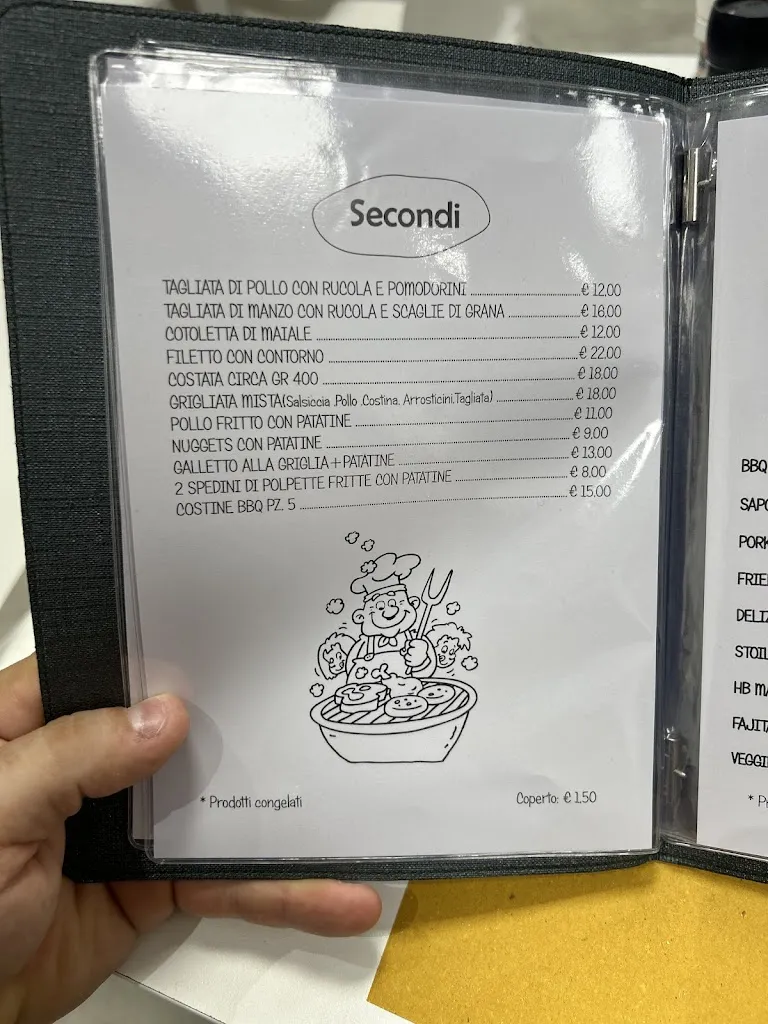 Secondi
TAGLIATA DI POLLO CON RUCOLA E POMODORINI ........ € 12,00
TAGLIATA DI MANZO CON RUCOLA E SCAGLIE DI GRANA ........ € 16,00
COTOLETTA DI MAIALE ........ € 12,00
FILETTO CON CONTORNO ........ € 22,00
COSTATA CIRCA GR 400 ........ € 18,00
GRIGLIATA MISTA(Salsiccia .Pollo .Costina. Arrosticini.Tagliata) ........ € 18,00
POLLO FRITTO CON PATATINE ........ € 11,00
NUGGETS CON PATATINE ........ € 9,00
GALLETTO ALLA GRIGLIA+PATATINE ........ € 13,00
2 SPEDINI DI POLPETTE FRITTE CON PATATINE ........ € 8,00
COSTINE BBQ PZ. 5 ........ € 15,00
* Prodotti congelati
Coperto: € 1,50
BBQ
HB